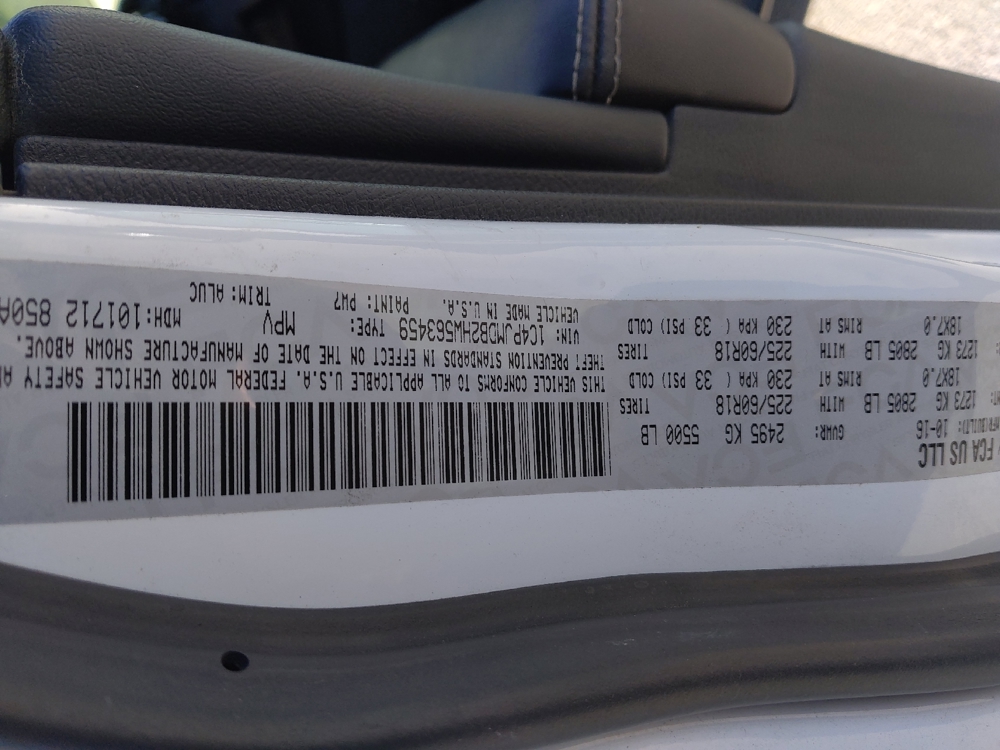 FCA US LLC
10-16 GVWR: 2495 KG 5500 LB
1273 KG 2805 LB WITH 225/60R18 TIRES
18X7.0 RIMS AT 230 KPA ( 33 PSI) COLD
1273 KG 2805 LB WITH 225/60R18 TIRES
18X7.0 RIMS AT 230 KPA ( 33 PSI) COLD
THIS VEHICLE CONFORMS TO ALL APPLICABLE U.S.A. FEDERAL MOTOR VEHICLE SAFETY
THEFT PREVENTION STANDARDS IN EFFECT ON THE DATE OF MANUFACTURE SHOWN ABOVE.
VIN: 1C4PJMDB2HW563459 TYPE: MPV MDH:101712 850A
VEHICLE MADE IN U.S.A. PAINT: PW7 TRIM: ALUC